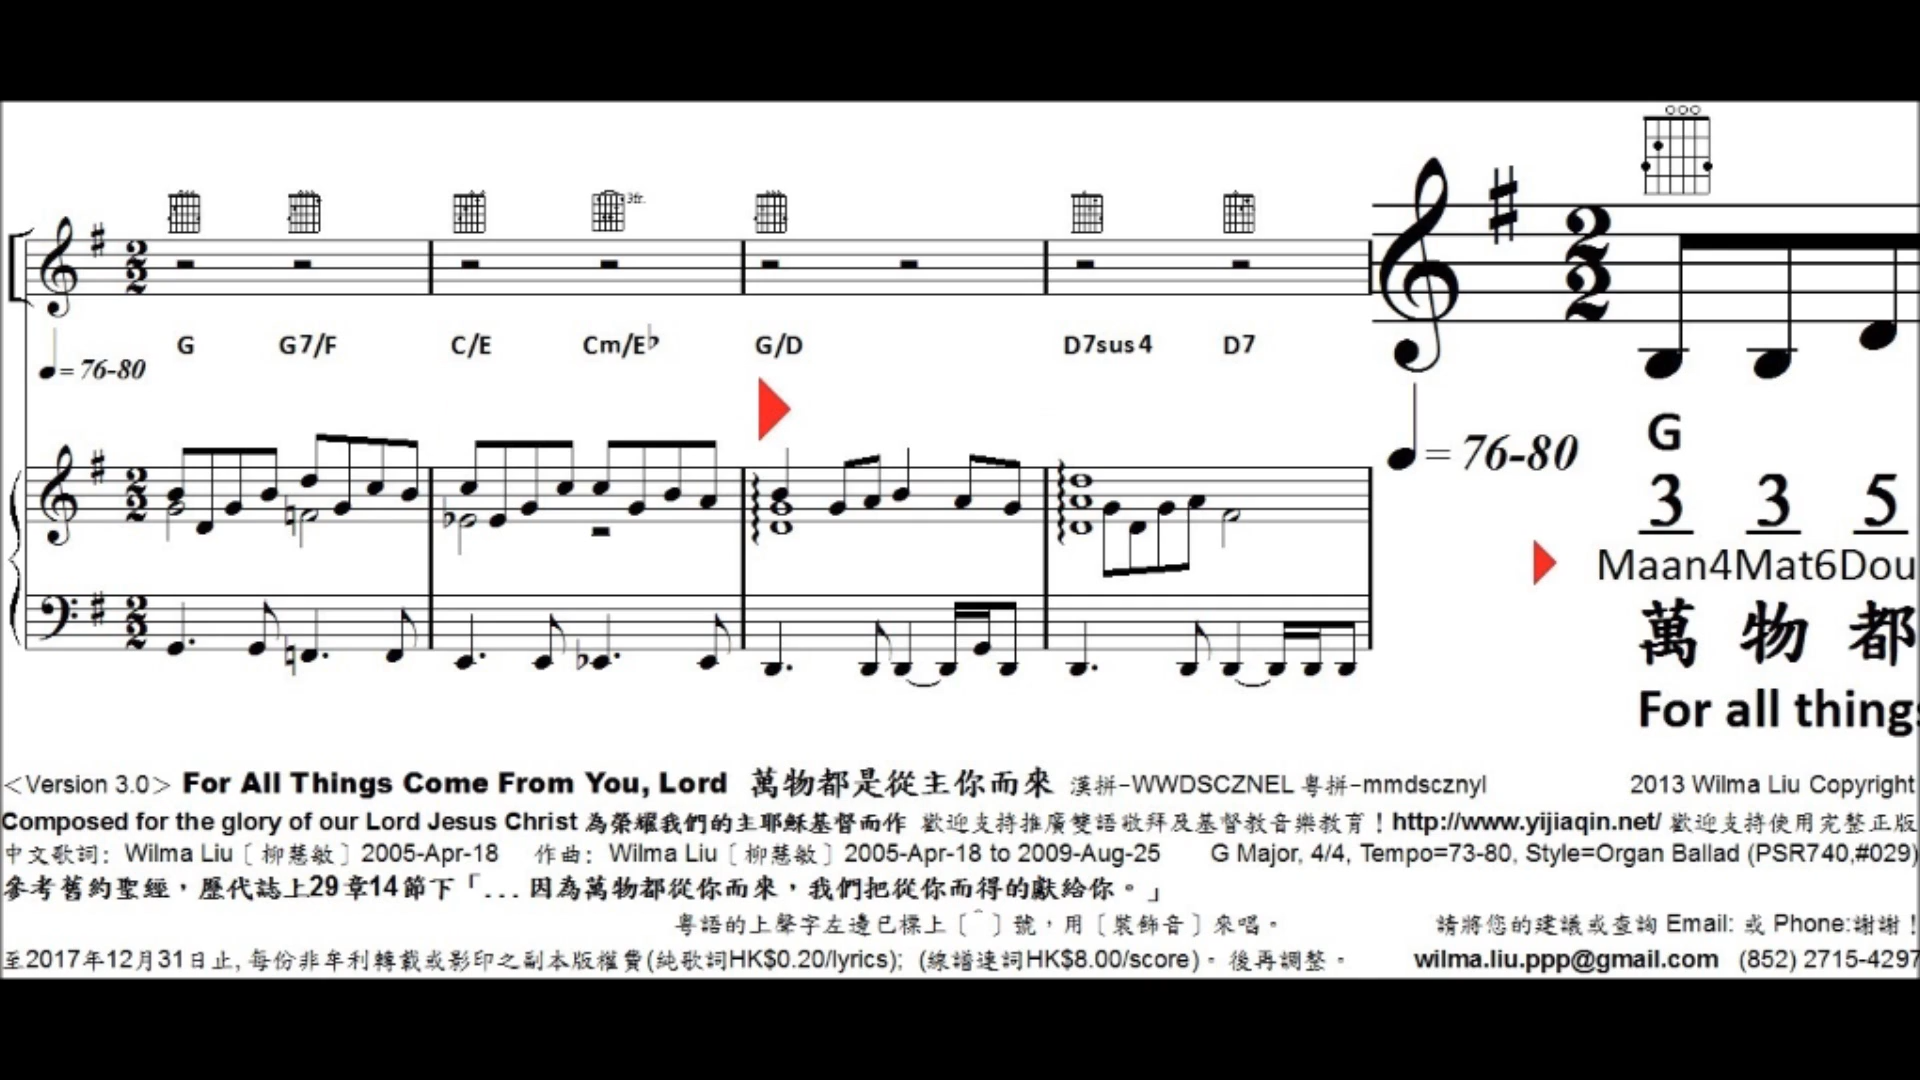 3fr.
G G7/F C/E Cm/E♭ G/D D7sus4 D7
= 76-80
= 76-80
G
3 3 5
Maan4Mat6Dou
萬 物 都
For all things
<Version 3.0> For All Things Come From You, Lord 萬物都是從主你而來 漢拼-WWDSCZNEL 粵拼-mmdscznyl 2013 Wilma Liu Copyright
Composed for the glory of our Lord Jesus Christ 為榮耀我們的主耶穌基督而作 歡迎支持推廣雙語敬拜及基督教音樂教育！http://www.yijiaqin.net/ 歡迎支持使用完整正版
中文歌詞：Wilma Liu〔柳慧敏〕2005-Apr-18 作曲：Wilma Liu〔柳慧敏〕2005-Apr-18 to 2009-Aug-25 G Major, 4/4, Tempo=73-80, Style=Organ Ballad (PSR740,#029)
參考舊約聖經，歷代誌上29章14節下「...因為萬物都從你而來，我們把從你而得的獻給你。」
粵語的上聲字左邊已標上〔ˆ〕號，用〔裝飾音〕來唱。 請將您的建議或查詢 Email: 或 Phone:謝謝！
至2017年12月31日止, 每份非牟利轉載或影印之副本版權費(純歌詞HK$0.20/lyrics); (線譜連詞HK$8.00/score)。後再調整。 wilma.liu.ppp@gmail.com (852) 2715-4297